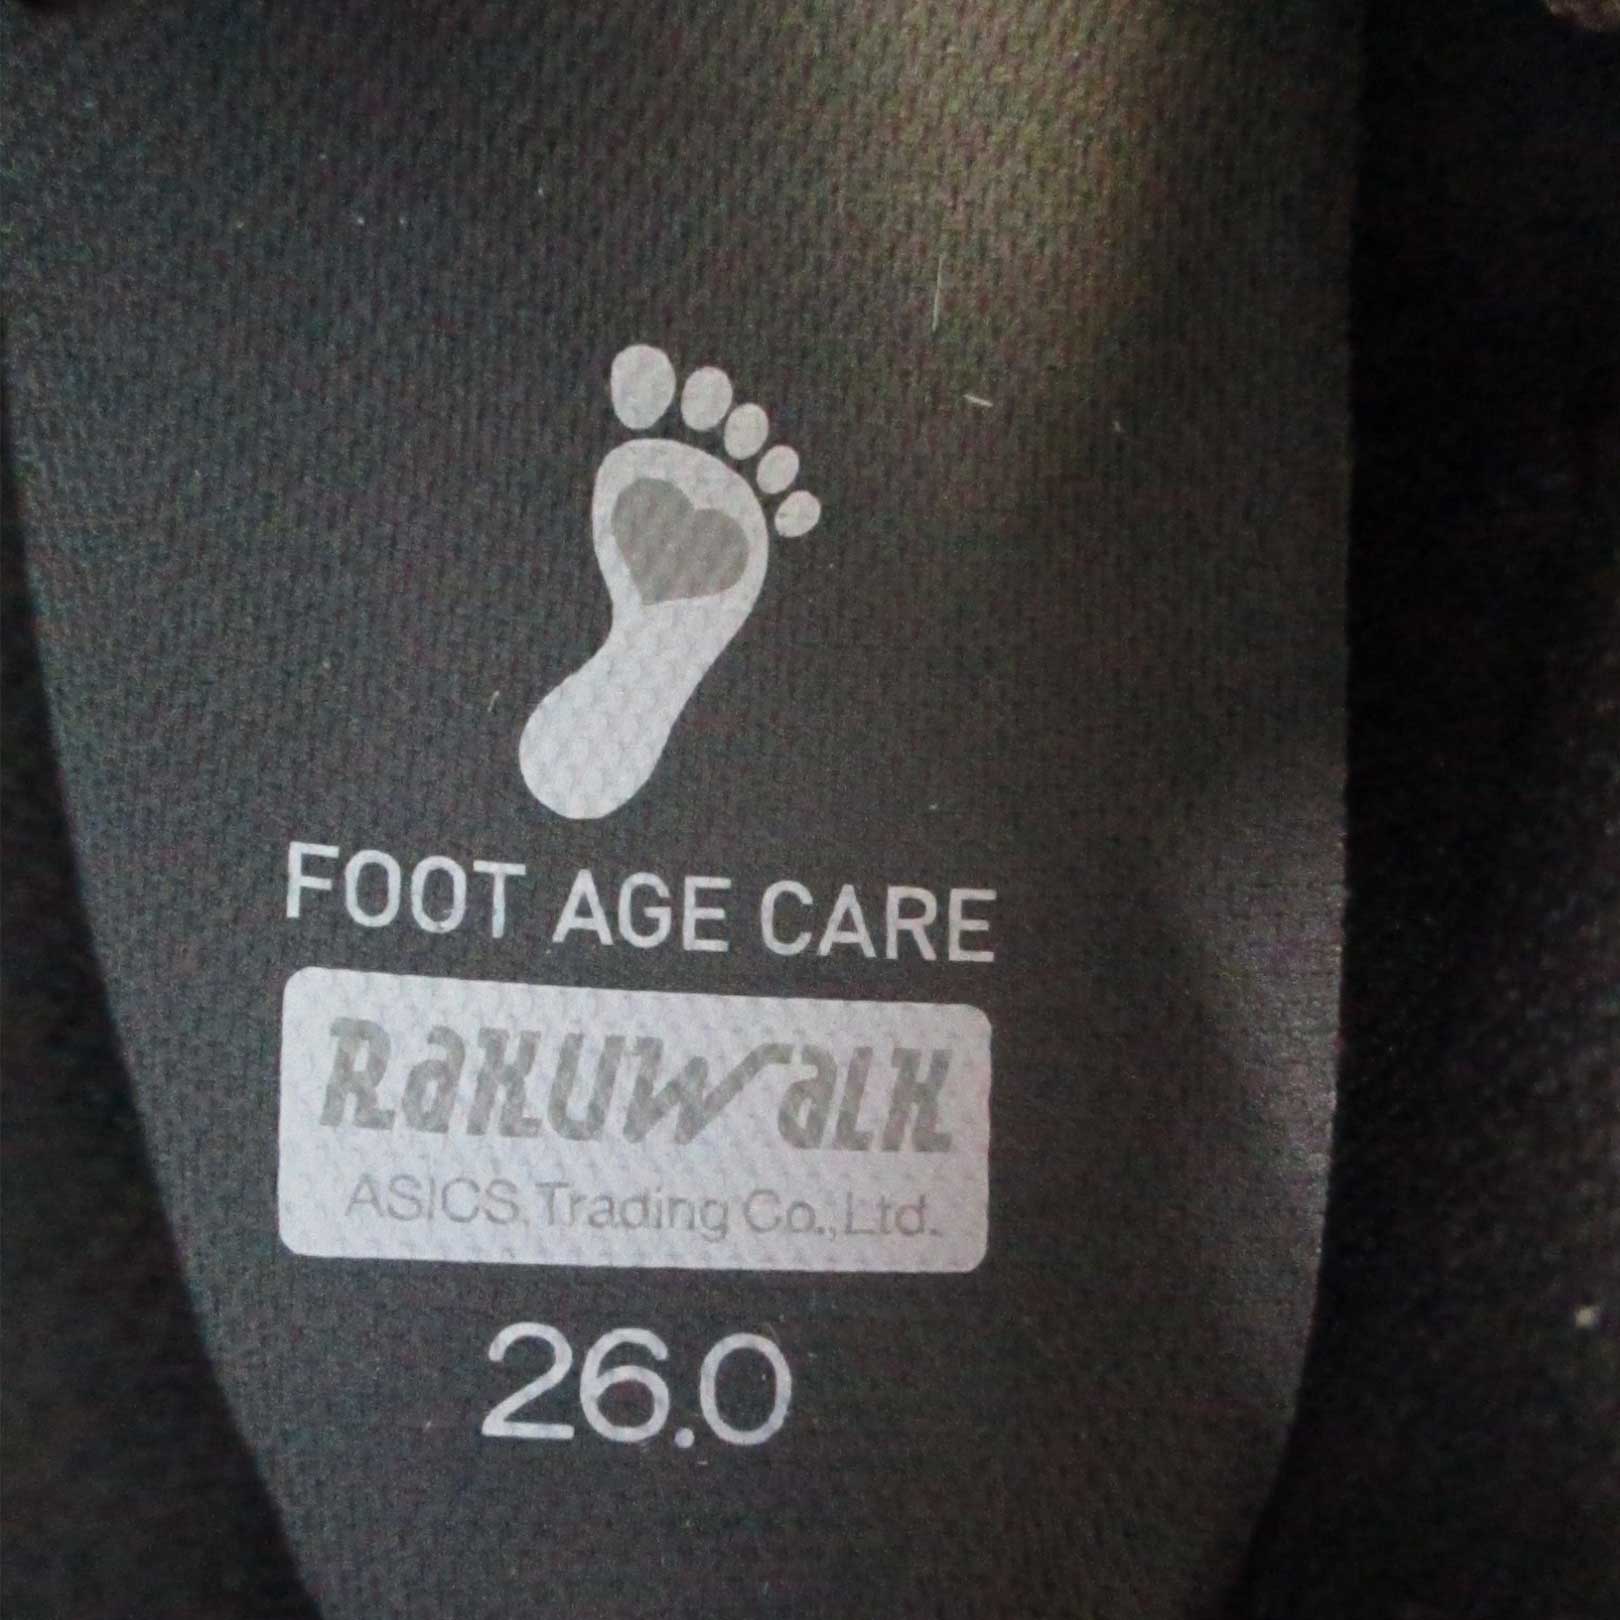 FOOT AGE CARE
RakuWalk
ASICS Trading Co.,Ltd.
26.0